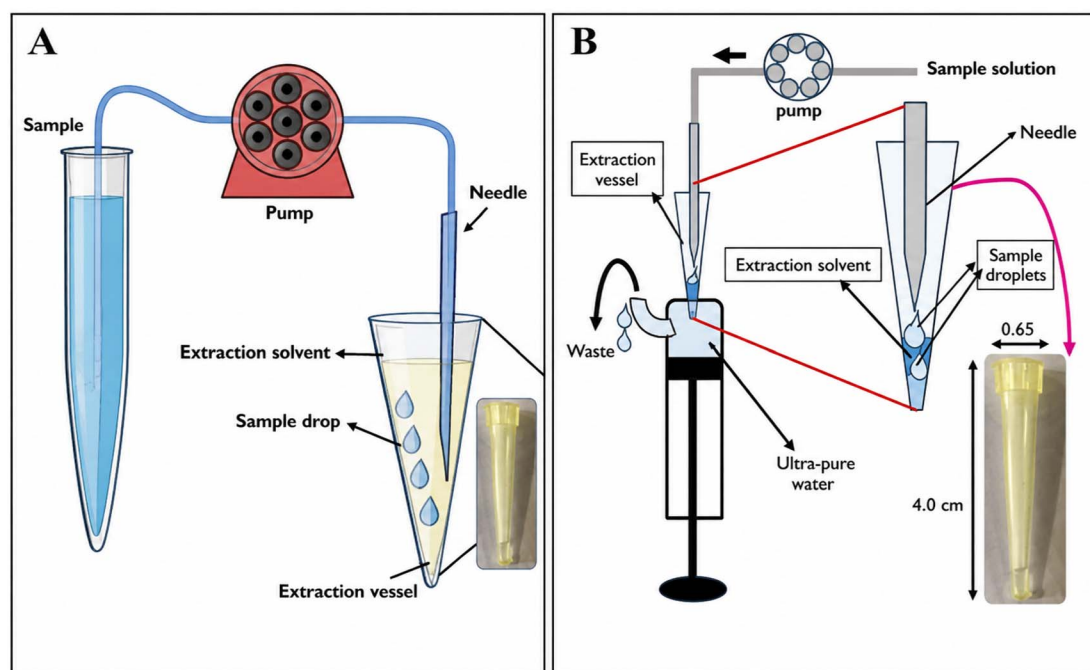 A
Sample
Pump
Needle
Extraction solvent
Sample drop
Extraction vessel
B
Sample solution
pump
Extraction
vessel
Needle
Extraction solvent
Sample
droplets
Waste
0.65
Ultra-pure
water
4.0 cm